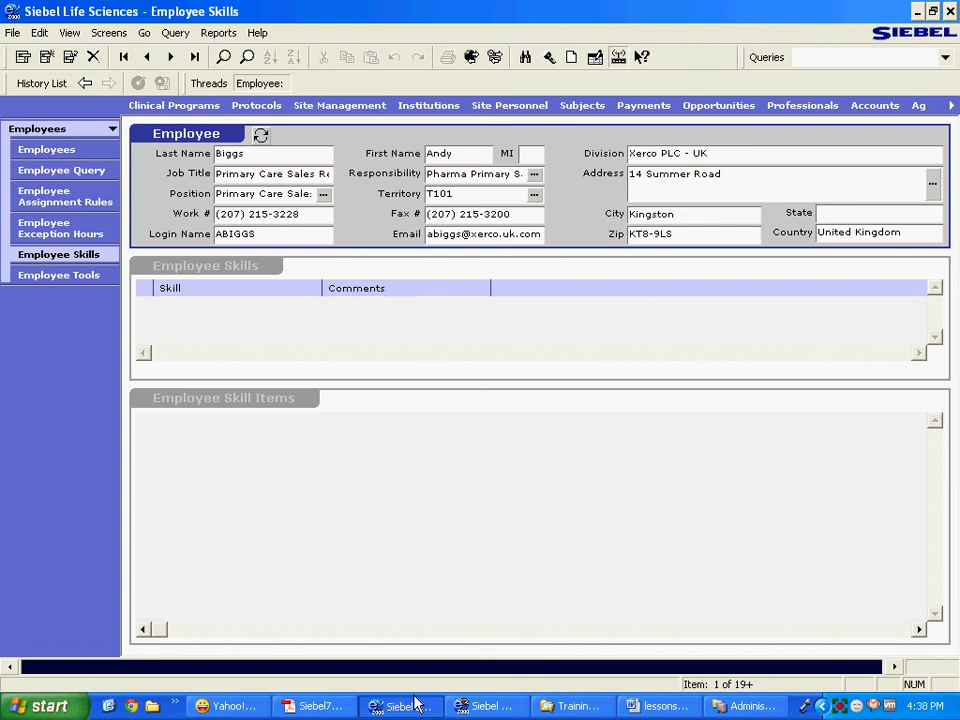 Siebel Life Sciences - Employee Skills
File Edit View Screens Go Query Reports Help SIEBEL
Queries
History List Threads Employee:
Clinical Programs Protocols Site Management Institutions Site Personnel Subjects Payments Opportunities Professionals Accounts Ag
Employees
Employees
Employee Query
Employee
Assignment Rules
Employee
Exception Hours
Employee Skills
Employee Tools
Employee
Last Name Biggs First Name Andy MI Division Xerco PLC - UK
Job Title Primary Care Sales Re Responsibility Pharma Primary S. ... Address 14 Summer Road ...
Position Primary Care Sale: ... Territory T101 ...
Work # (207) 215-3228 Fax # (207) 215-3200 City Kingston State
Login Name ABIGGS Email abiggs@xerco.uk.com Zip KT8-9LS Country United Kingdom
Employee Skills
Skill Comments
Employee Skill Items
Item: 1 of 19+ NUM
start Yahoo!... Siebel7... Siebel ... Siebel ... Trainin... lessons... Adminis... 4:38 PM